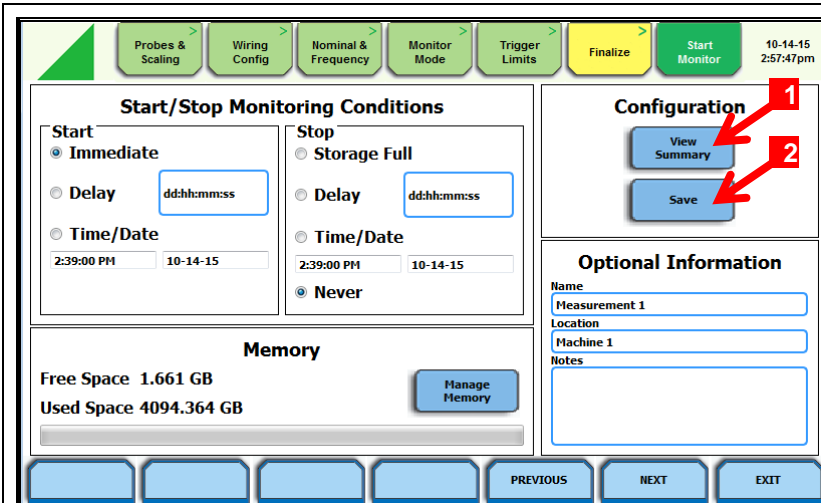 >
Probes &
Scaling
>
Wiring
Config
>
Nominal &
Frequency
>
Monitor
Mode
>
Trigger
Limits
>
Finalize
Start
Monitor
10-14-15
2:57:47pm
Start/Stop Monitoring Conditions
Start
Immediate
Delay dd:hh:mm:ss
Time/Date
2:39:00 PM 10-14-15
Stop
Storage Full
Delay dd:hh:mm:ss
Time/Date
2:39:00 PM 10-14-15
Never
Configuration
1
View
Summary
2
Save
Memory
Free Space 1.661 GB
Used Space 4094.364 GB
Manage
Memory
Optional Information
Name
Measurement 1
Location
Machine 1
Notes
PREVIOUS NEXT EXIT